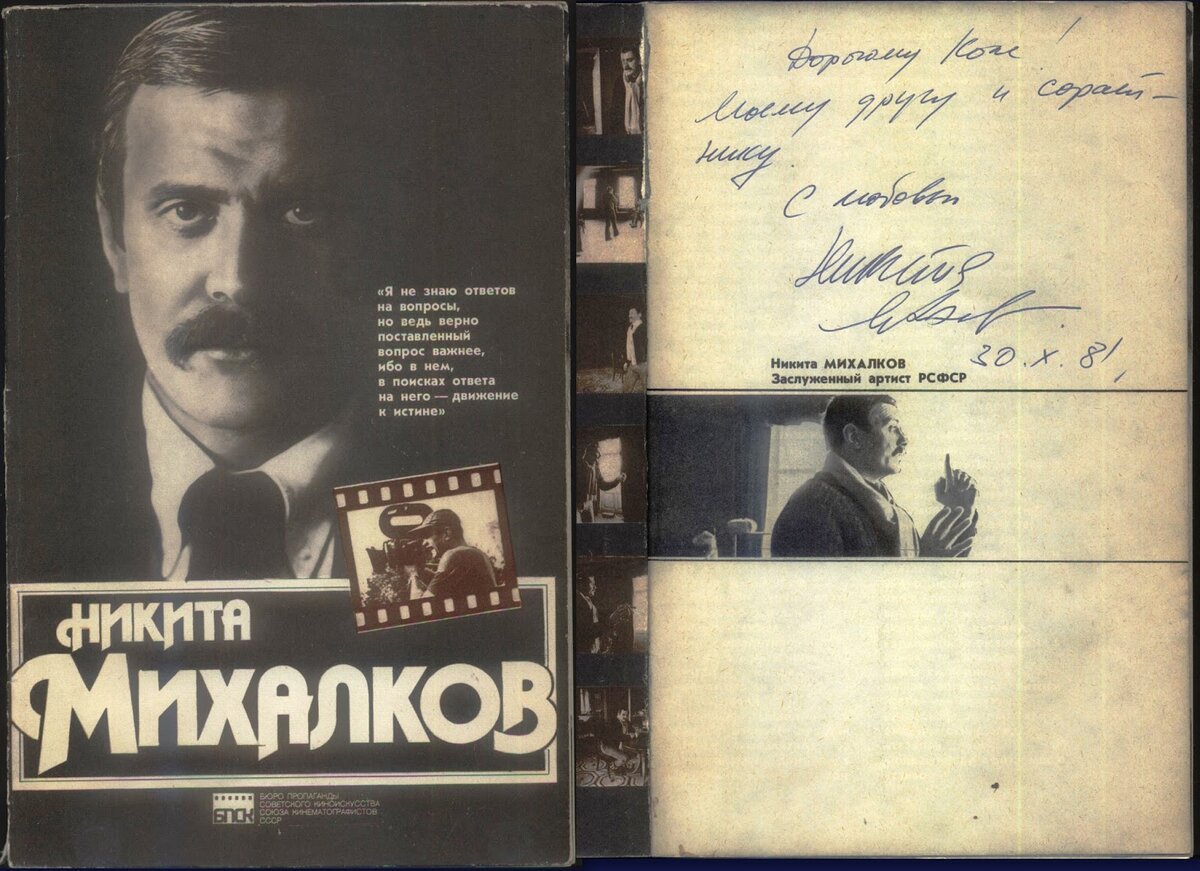 «Я не знаю ответов
на вопросы,
но ведь верно
поставленный
вопрос важнее,
ибо в нем,
в поисках ответа
на него — движение
к истине»
НИКИТА
МИХАЛКОВ
БПСК
БЮРО ПРОПАГАНДЫ
СОВЕТСКОГО КИНОИСКУССТВА
СОЮЗА КИНЕМАТОГРАФИСТОВ
СССР
Дорогому Коле!
Моему другу и сорат-
нику
С любовью
Никита
30.X.81,
Никита МИХАЛКОВ
Заслуженный артист РСФСР